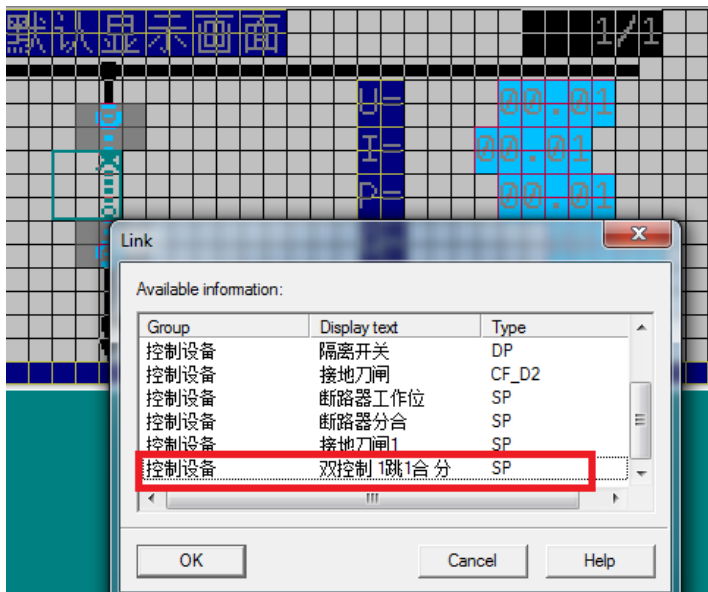 默认显示画面 1/1
U= 00.01
I= 00.01
P= 00.01
Link
Available information:
Group Display text Type
控制设备 隔离开关 DP
控制设备 接地刀闸 CF_D2
控制设备 断路器工作位 SP
控制设备 断路器分合 SP
控制设备 接地刀闸1 SP
控制设备 双控制 1跳1合 分 SP
OK Cancel Help